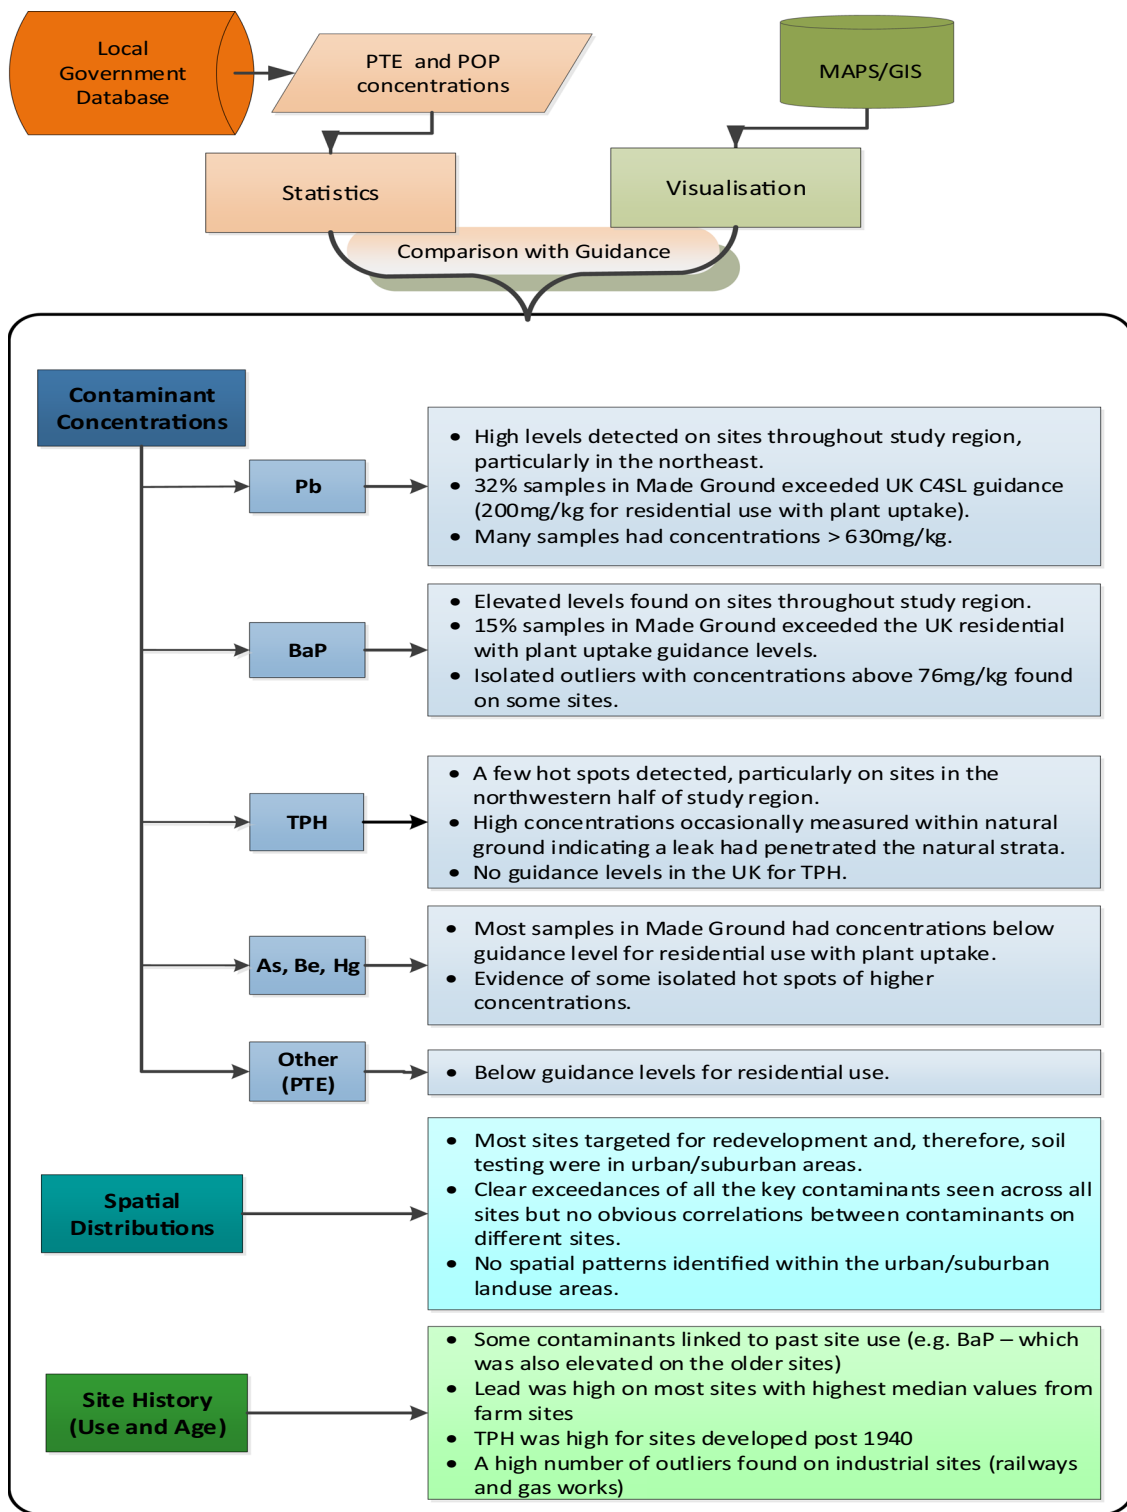 Local
Government
Database
PTE and POP
concentrations
MAPS/GIS
Statistics
Visualisation
Comparison with Guidance
Contaminant
Concentrations
Pb
• High levels detected on sites throughout study region,
particularly in the northeast.
• 32% samples in Made Ground exceeded UK C4SL guidance
(200mg/kg for residential use with plant uptake).
• Many samples had concentrations > 630mg/kg.
BaP
• Elevated levels found on sites throughout study region.
• 15% samples in Made Ground exceeded the UK residential
with plant uptake guidance levels.
• Isolated outliers with concentrations above 76mg/kg found
on some sites.
TPH
• A few hot spots detected, particularly on sites in the
northwestern half of study region.
• High concentrations occasionally measured within natural
ground indicating a leak had penetrated the natural strata.
• No guidance levels in the UK for TPH.
As, Be, Hg
• Most samples in Made Ground had concentrations below
guidance level for residential use with plant uptake.
• Evidence of some isolated hot spots of higher
concentrations.
Other
(PTE)
• Below guidance levels for residential use.
Spatial
Distributions
• Most sites targeted for redevelopment and, therefore, soil
testing were in urban/suburban areas.
• Clear exceedances of all the key contaminants seen across all
sites but no obvious correlations between contaminants on
different sites.
• No spatial patterns identified within the urban/suburban
landuse areas.
Site History
(Use and Age)
• Some contaminants linked to past site use (e.g. BaP – which
was also elevated on the older sites)
• Lead was high on most sites with highest median values from
farm sites
• TPH was high for sites developed post 1940
• A high number of outliers found on industrial sites (railways
and gas works)